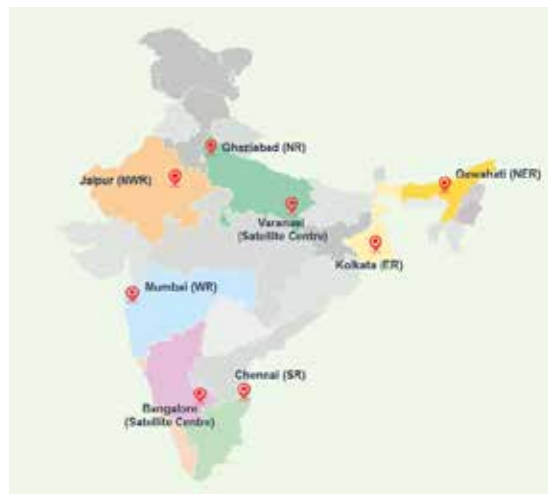 Ghaziabad (NR)
Guwahati (NER)
Jaipur (NWR)
Varanasi
(Satellite Centre)
Kolkata (ER)
Mumbai (WR)
Chennai (SR)
Bangalore
(Satellite Centre)